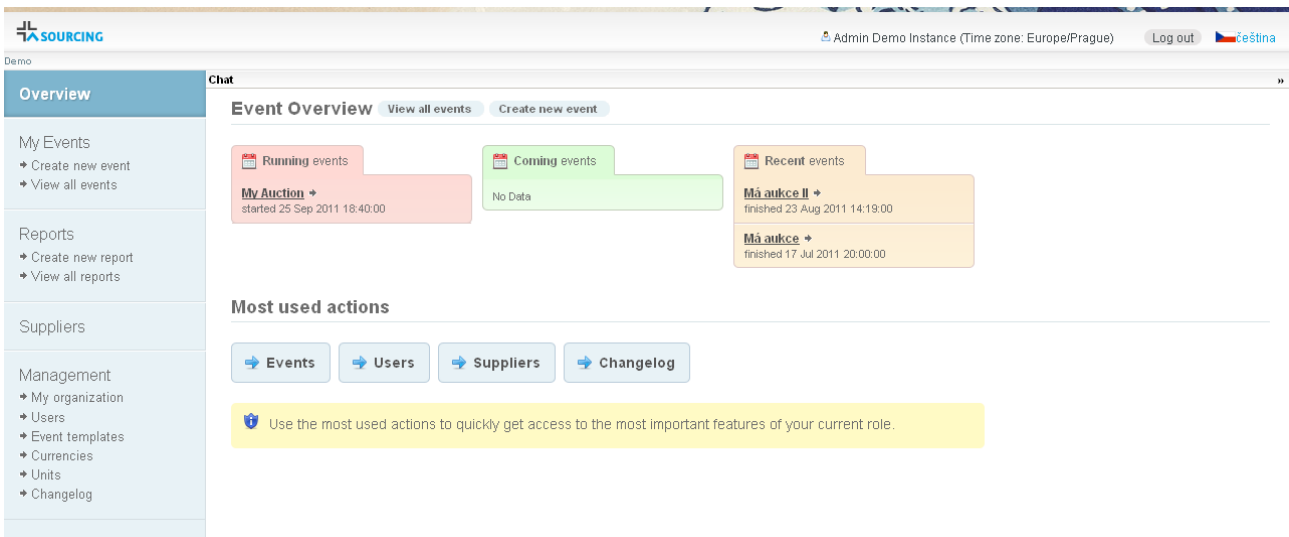 SOURCING
Admin Demo Instance (Time zone: Europe/Prague) Log out čeština
Demo
Chat »
Overview
My Events
Create new event
View all events
Reports
Create new report
View all reports
Suppliers
Management
My organization
Users
Event templates
Currencies
Units
Changelog
Event Overview View all events Create new event
Running events
My Auction
started 25 Sep 2011 18:40:00
Coming events
No Data
Recent events
Má aukce II
finished 23 Aug 2011 14:19:00
Má aukce
finished 17 Jul 2011 20:00:00
Most used actions
Events Users Suppliers Changelog
Use the most used actions to quickly get access to the most important features of your current role.